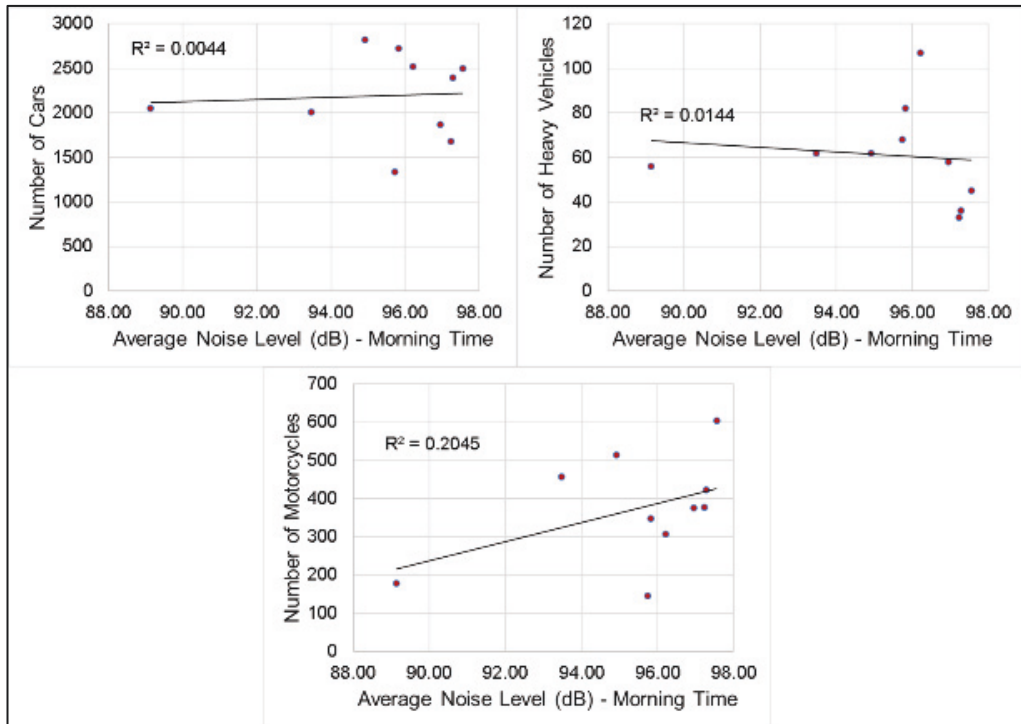 Number of Cars
3000
2500
2000
1500
1000
500
0
R² = 0.0044
88.00 90.00 92.00 94.00 96.00 98.00
Average Noise Level (dB) - Morning Time
Number of Heavy Vehicles
120
100
80
60
40
20
0
R² = 0.0144
88.00 90.00 92.00 94.00 96.00 98.00
Average Noise Level (dB) - Morning Time
Number of Motorcycles
700
600
500
400
300
200
100
0
R² = 0.2045
88.00 90.00 92.00 94.00 96.00 98.00
Average Noise Level (dB) - Morning Time